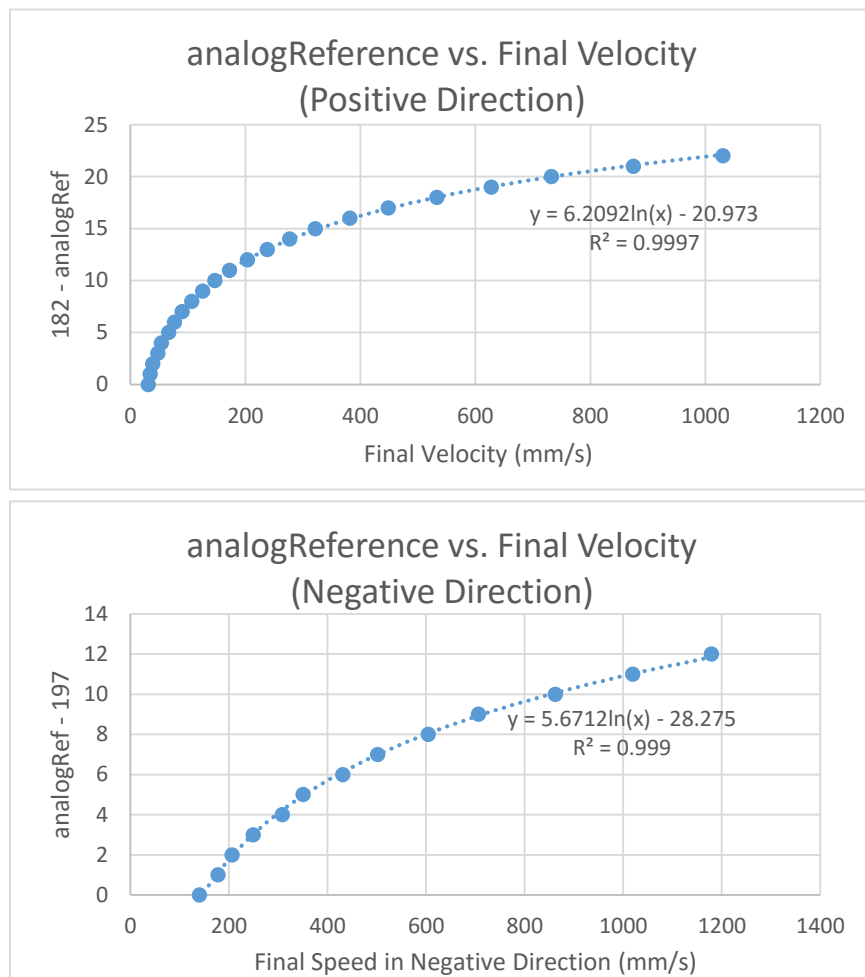 analogReference vs. Final Velocity
(Positive Direction)
25
20
15
10
5
0
182 - analogRef
y = 6.2092ln(x) - 20.973
R² = 0.9997
0 200 400 600 800 1000 1200
Final Velocity (mm/s)
analogReference vs. Final Velocity
(Negative Direction)
14
12
10
8
6
4
2
0
analogRef - 197
y = 5.6712ln(x) - 28.275
R² = 0.999
0 200 400 600 800 1000 1200 1400
Final Speed in Negative Direction (mm/s)